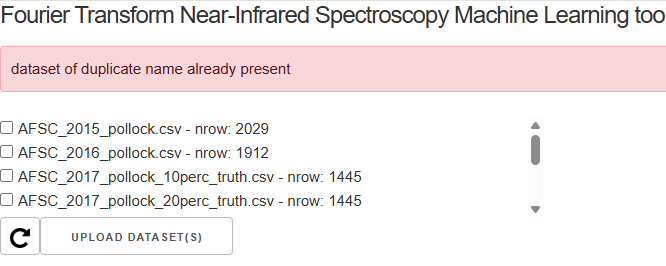 Fourier Transform Near-Infrared Spectroscopy Machine Learning too
dataset of duplicate name already present
AFSC_2015_pollock.csv - nrow: 2029
AFSC_2016_pollock.csv - nrow: 1912
AFSC_2017_pollock_10perc_truth.csv - nrow: 1445
AFSC_2017_pollock_20perc_truth.csv - nrow: 1445
UPLOAD DATASET(S)